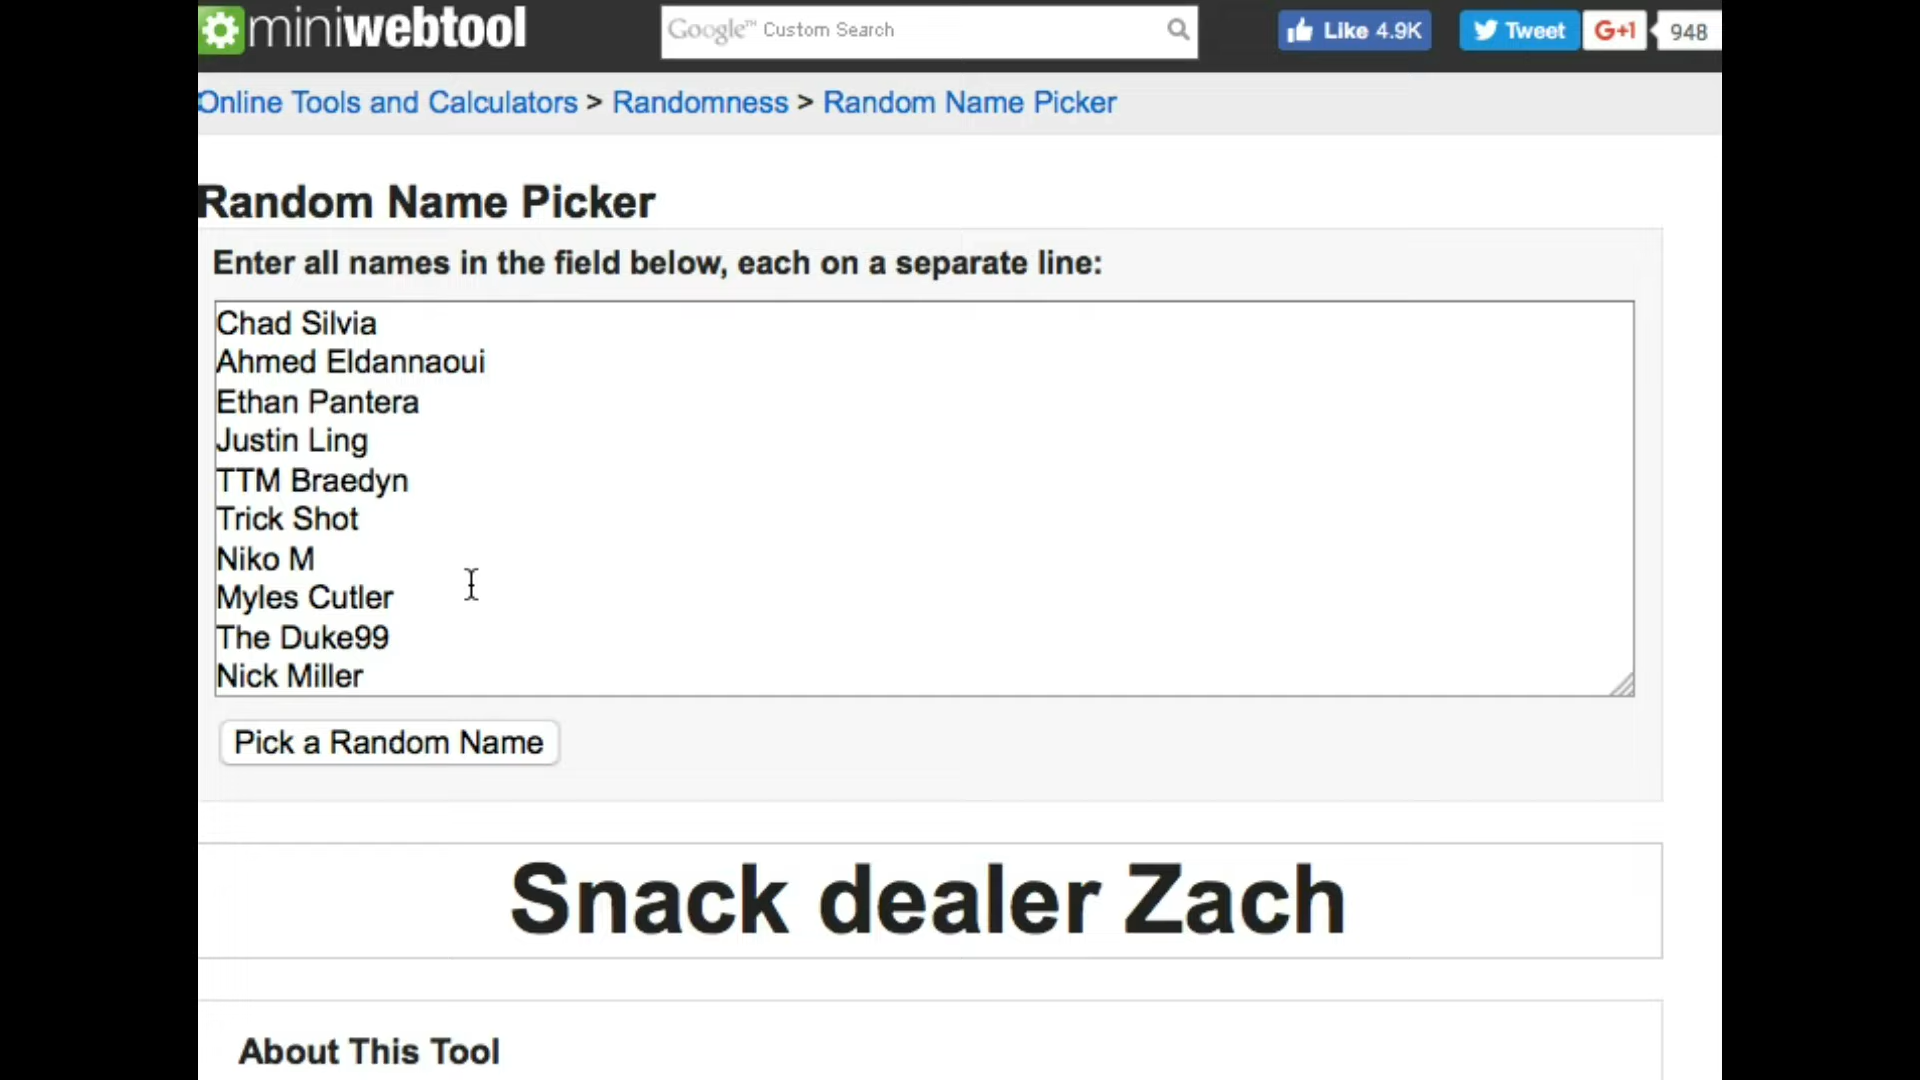 miniwebtool
Google™ Custom Search
Like 4.9K
Tweet
G+1
948
Online Tools and Calculators > Randomness > Random Name Picker
Random Name Picker
Enter all names in the field below, each on a separate line:
Chad Silvia
Ahmed Eldannaoui
Ethan Pantera
Justin Ling
TTM Braedyn
Trick Shot
Niko M
Myles Cutler
The Duke99
Nick Miller
Pick a Random Name
Snack dealer Zach
About This Tool